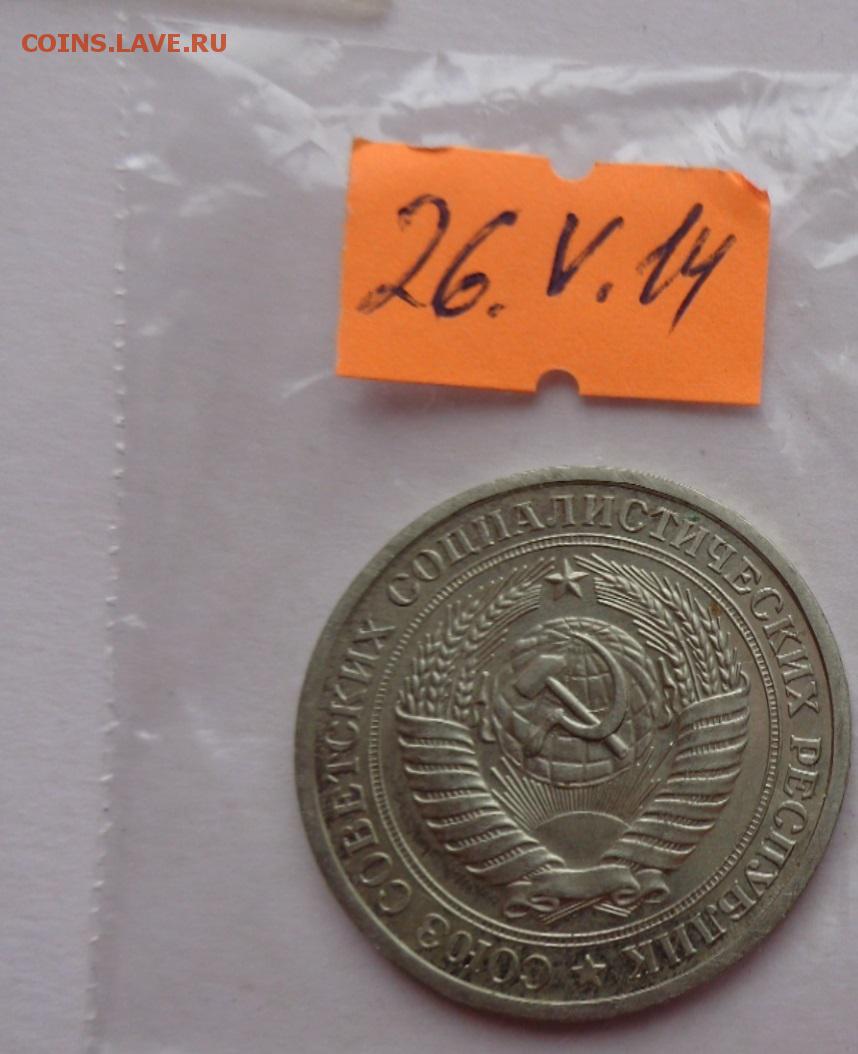 COINS.LAVE.RU
26.V.14
СОЮЗ СОВЕТСКИХ СОЦИАЛИСТИЧЕСКИХ РЕСПУБЛИК